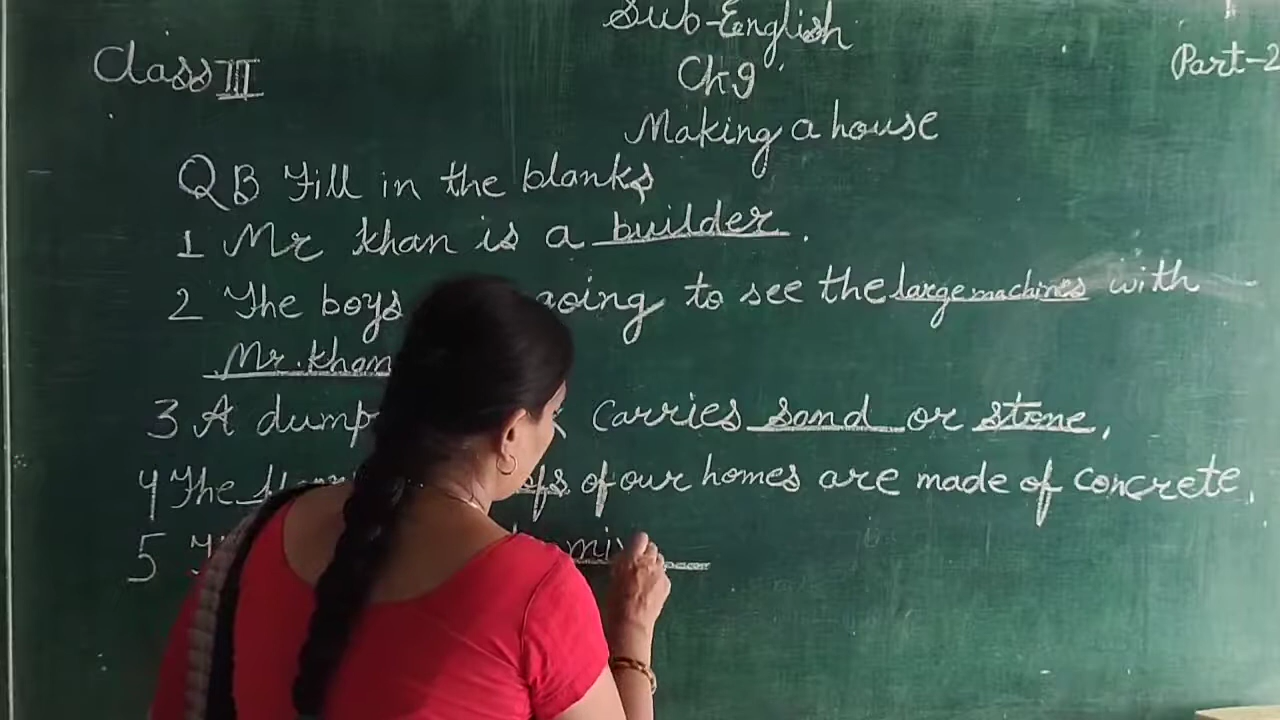 Sub-English
Class III
Ch 9
Part-2
Making a house
Q B Fill in the blanks
1 Mr Khan is a builder.
2 The boys going to see the large machines with
Mr. Khan
3 A dump carries sand or stone,
4 The of our homes are made of concrete,
5